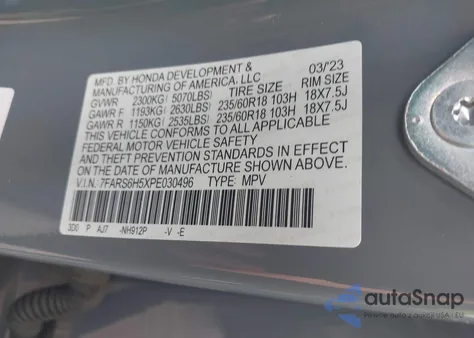 MFD. BY HONDA DEVELOPMENT & 03/'23
MANUFACTURING OF AMERICA, LLC
GVWR 2300KG( 5070LBS) TIRE SIZE RIM SIZE
GAWR F 1193KG ( 2630LBS) 235/60R18 103H 18X7.5J
GAWR R 1150KG( 2535LBS) 235/60R18 103H 18X7.5J
THIS VEHICLE CONFORMS TO ALL APPLICABLE
FEDERAL MOTOR VEHICLE SAFETY
AND THEFT PREVENTION STANDARDS IN EFFECT
ON THE DATE OF MANUFACTURE SHOWN ABOVE.
V.I.N.: 7FARS6H5XPE030496 TYPE: MPV
3D0 P AJ7 -NH912P -V -E
autoSnap